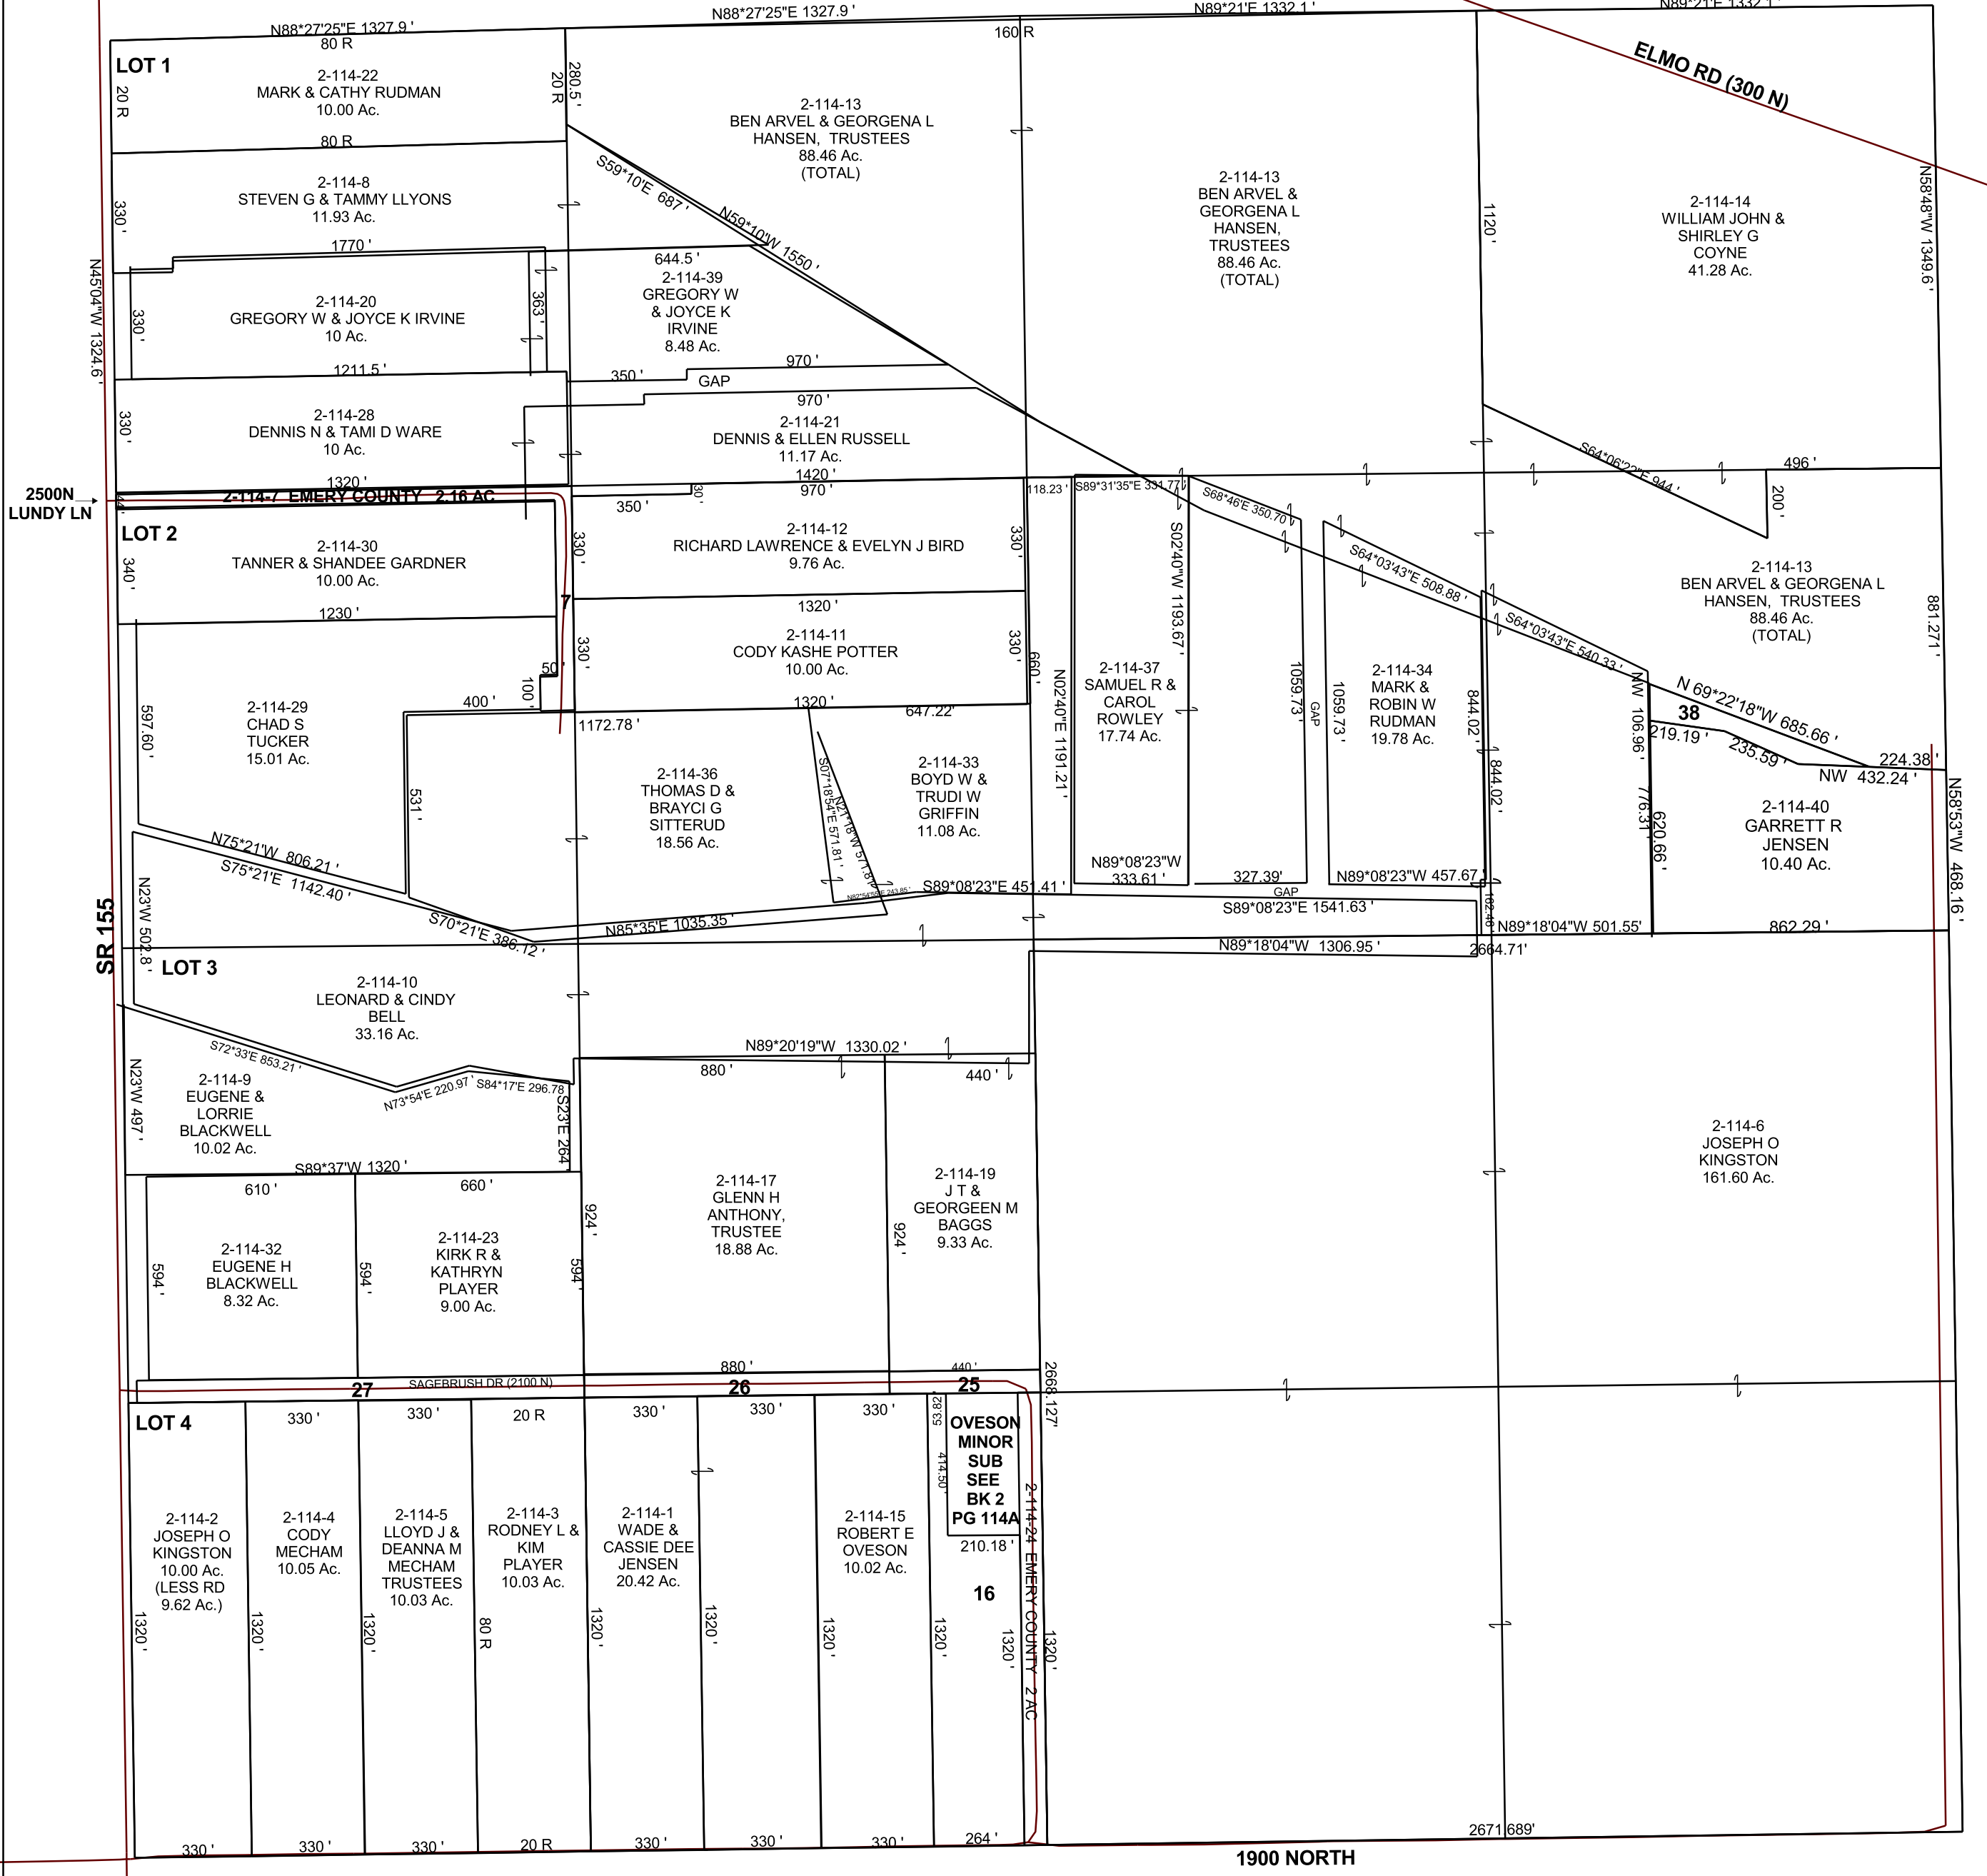 N88*27'25"E 1327.9 '
N88*27'25"E 1327.9 '
N89*21'E 1332.1 '
N89*21'E 1332.1 '
80 R
160 R
ELMO RD (300 N)
LOT 1
20 R
2-114-22
MARK & CATHY RUDMAN
10.00 Ac.
20 R
280.5 '
80 R
2-114-13
BEN ARVEL & GEORGENA L
HANSEN, TRUSTEES
88.46 Ac.
(TOTAL)
2-114-13
BEN ARVEL &
GEORGENA L
HANSEN,
TRUSTEES
88.46 Ac.
(TOTAL)
1120 '
2-114-14
WILLIAM JOHN &
SHIRLEY G
COYNE
41.28 Ac.
N58'48"W 1349.6 '
330 '
2-114-8
STEVEN G & TAMMY LLYONS
11.93 Ac.
S59*10'E 687 '
N59*10'W 1550 '
1770 '
644.5 '
N45'04"W 1324.6'
330 '
2-114-20
GREGORY W & JOYCE K IRVINE
10 Ac.
363 '
2-114-39
GREGORY W
& JOYCE K
IRVINE
8.48 Ac.
1211.5 '
350 '
970 '
GAP
330 '
2-114-28
DENNIS N & TAMI D WARE
10 Ac.
970 '
2-114-21
DENNIS & ELLEN RUSSELL
11.17 Ac.
1420 '
1320 '
S64*06'22"E 944 '
496 '
200 '
2500N
LUNDY LN
2-114-7 EMERY COUNTY 2.16 AC
350 '
30 '
970 '
118.23 '
S89*31'35"E 331.77 '
S68*46'E 350.70 '
LOT 2
340 '
2-114-30
TANNER & SHANDEE GARDNER
10.00 Ac.
1230 '
7
330 '
2-114-12
RICHARD LAWRENCE & EVELYN J BIRD
9.76 Ac.
330 '
1320 '
S02'40"W 1193.67 '
S64*03'43"E 508.88 '
S64*03'43"E 540.33 '
2-114-13
BEN ARVEL & GEORGENA L
HANSEN, TRUSTEES
88.46 Ac.
(TOTAL)
881.271'
330 '
2-114-11
CODY KASHE POTTER
10.00 Ac.
330 '
660 '
50 '
100 '
400 '
1320 '
647.22'
1172.78 '
597.60 '
2-114-29
CHAD S
TUCKER
15.01 Ac.
531 '
N02'40"E 1191.21 '
2-114-37
SAMUEL R &
CAROL
ROWLEY
17.74 Ac.
1059.73 '
GAP
1059.73 '
2-114-34
MARK &
ROBIN W
RUDMAN
19.78 Ac.
844.02 '
844.02 '
NW 106.96 '
N 69*22'18"W 685.66 '
38
219.19 '
235.59 '
224.38 '
NW 432.24 '
776.31 '
620.66 '
2-114-40
GARRETT R
JENSEN
10.40 Ac.
N58'53"W 468.16 '
2-114-36
THOMAS D &
BRAYCI G
SITTERUD
18.56 Ac.
S07*18'54"E 571.81 '
N21*18'W 571.81
2-114-33
BOYD W &
TRUDI W
GRIFFIN
11.08 Ac.
N75*21'W 806.21 '
S75*21'E 1142.40 '
N82*54'55"E 243.85 '
S89*08'23"E 451.41 '
N89*08'23"W
333.61 '
327.39'
GAP
N89*08'23"W 457.67 '
S89*08'23"E 1541.63 '
162.46 '
SR 155
N23'W 502.8 '
S70*21'E 386.12 '
N85*35'E 1035.35 '
N89*18'04"W 501.55'
862.29 '
N89*18'04"W 1306.95 '
2664.71'
LOT 3
2-114-10
LEONARD & CINDY
BELL
33.16 Ac.
S72*33'E 853.21 '
N73*54'E 220.97 '
S84*17'E 296.78
N89*20'19"W 1330.02 '
880 '
440 '
N23'W 497 '
2-114-9
EUGENE &
LORRIE
BLACKWELL
10.02 Ac.
S23'E 264 '
S89*37'W 1320 '
610 '
660 '
2-114-6
JOSEPH O
KINGSTON
161.60 Ac.
594 '
2-114-32
EUGENE H
BLACKWELL
8.32 Ac.
594 '
2-114-23
KIRK R &
KATHRYN
PLAYER
9.00 Ac.
594 '
924 '
2-114-17
GLENN H
ANTHONY,
TRUSTEE
18.88 Ac.
924 '
2-114-19
J T &
GEORGEEN M
BAGGS
9.33 Ac.
880 '
440 '
27
SAGEBRUSH DR (2100 N)
26
25
2668.127'
LOT 4
330 '
330 '
20 R
330 '
330 '
330 '
53.82 '
414.50 '
OVESON
MINOR
SUB
SEE
BK 2
PG 114A
210.18 '
16
2-114-2
JOSEPH O
KINGSTON
10.00 Ac.
(LESS RD
9.62 Ac.)
2-114-4
CODY
MECHAM
10.05 Ac.
2-114-5
LLOYD J &
DEANNA M
MECHAM
TRUSTEES
10.03 Ac.
2-114-3
RODNEY L &
KIM
PLAYER
10.03 Ac.
2-114-1
WADE &
CASSIE DEE
JENSEN
20.42 Ac.
2-114-15
ROBERT E
OVESON
10.02 Ac.
2-114-24 EMERY COUNTY 2 AC
1320 '
1320 '
1320 '
80 R
1320 '
1320 '
1320 '
1320 '
1320 '
1320 '
330 '
330 '
330 '
20 R
330 '
330 '
330 '
264 '
2671.689'
1900 NORTH